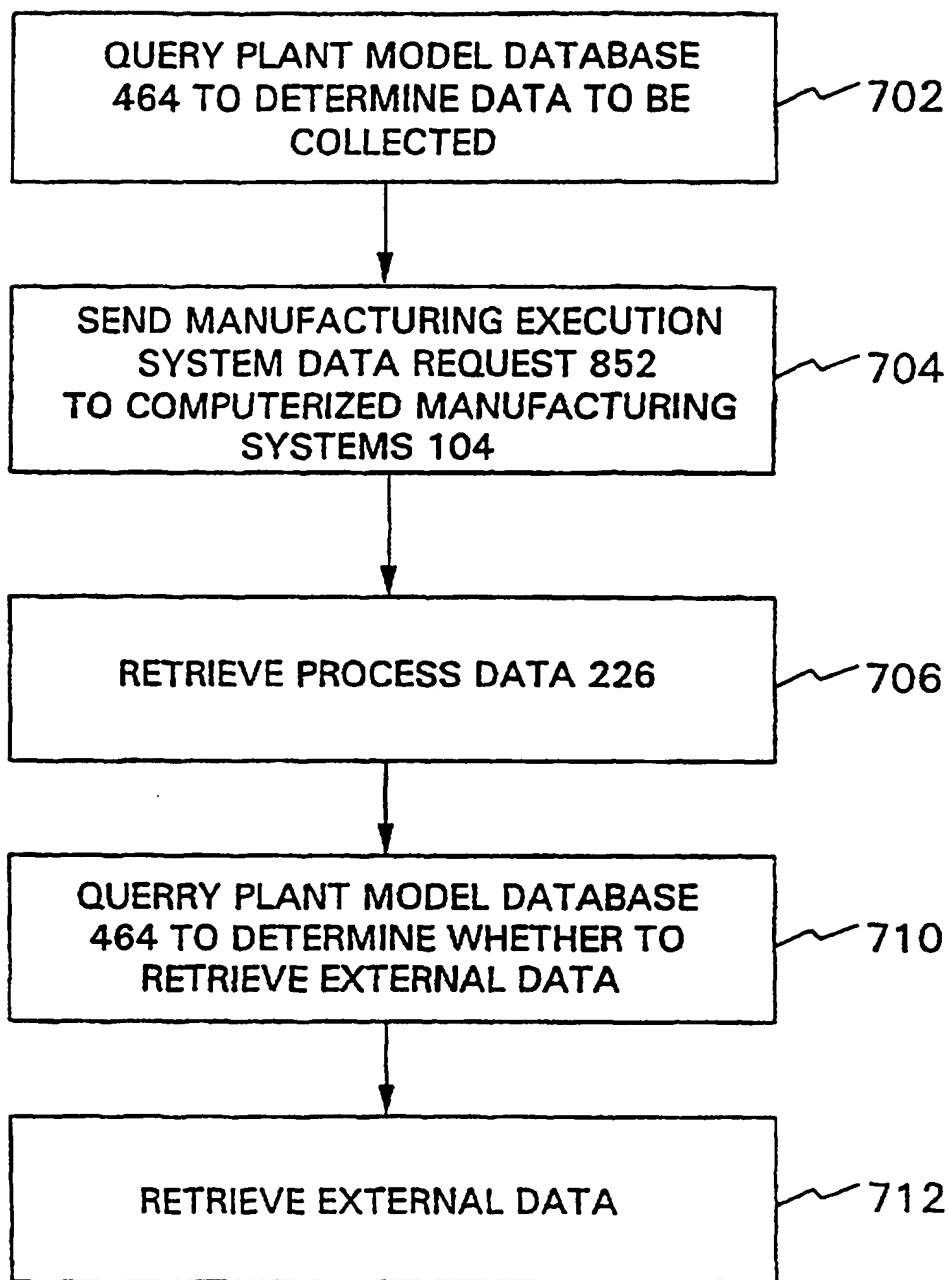 QUERY PLANT MODEL DATABASE
464 TO DETERMINE DATA TO BE
COLLECTED
702
SEND MANUFACTURING EXECUTION
SYSTEM DATA REQUEST 852
TO COMPUTERIZED MANUFACTURING
SYSTEMS 104
704
RETRIEVE PROCESS DATA 226
706
QUERRY PLANT MODEL DATABASE
464 TO DETERMINE WHETHER TO
RETRIEVE EXTERNAL DATA
710
RETRIEVE EXTERNAL DATA
712